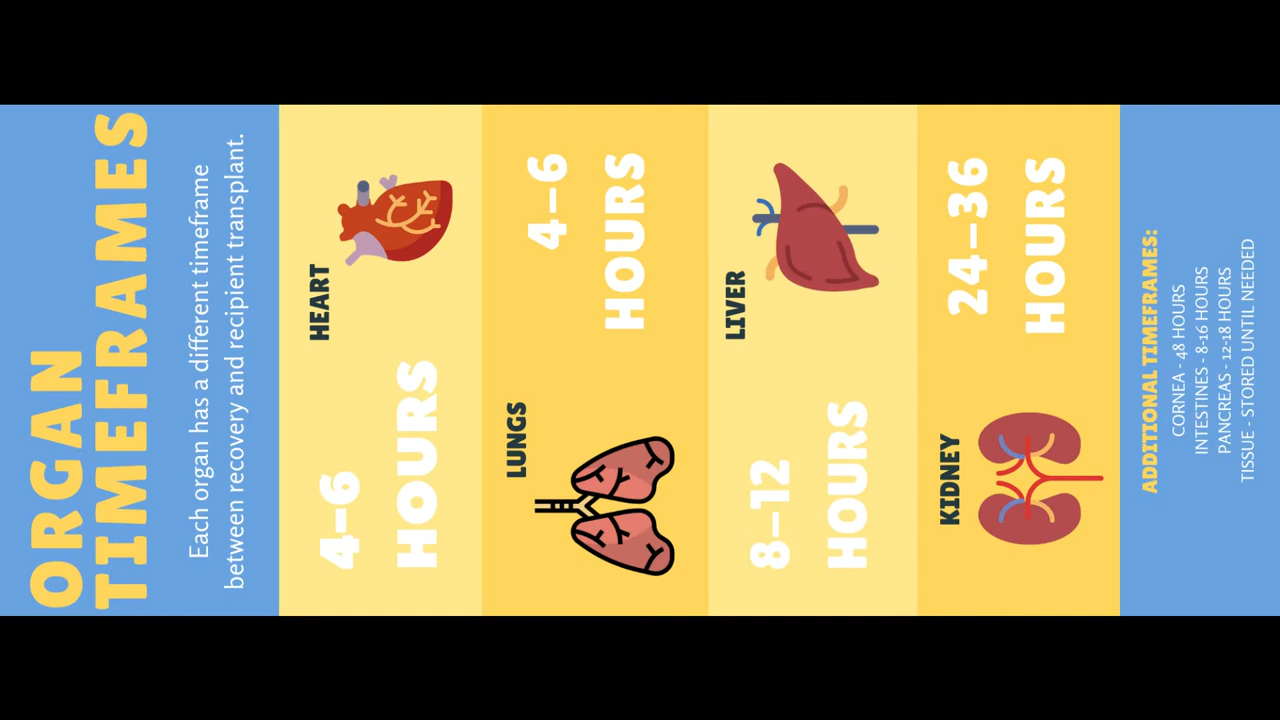 ORGAN
TIMEFRAMES
Each organ has a different timeframe
between recovery and recipient transplant.
HEART
4–6
HOURS
LUNGS
4–6
HOURS
LIVER
8–12
HOURS
KIDNEY
24–36
HOURS
ADDITIONAL TIMEFRAMES:
CORNEA - 48 HOURS
INTESTINES - 8-16 HOURS
PANCREAS - 12-18 HOURS
TISSUE - STORED UNTIL NEEDED